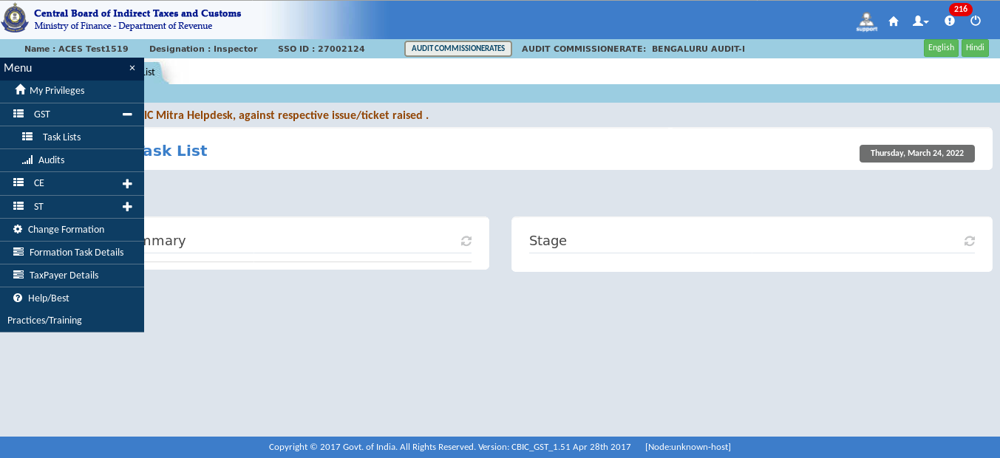 Central Board of Indirect Taxes and Customs
Ministry of Finance - Department of Revenue
support
216
Name : ACES Test1519 Designation : Inspector SSO ID : 27002124 AUDIT COMMISSIONERATES AUDIT COMMISSIONERATE: BENGALURU AUDIT-I English Hindi
Menu ×
List
My Privileges
GST
IC Mitra Helpdesk, against respective issue/ticket raised .
Task Lists
ask List
Thursday, March 24, 2022
Audits
CE
ST
Change Formation
mmary
Stage
Formation Task Details
TaxPayer Details
Help/Best
Practices/Training
Copyright © 2017 Govt. of India. All Rights Reserved. Version: CBIC_GST_1.51 Apr 28th 2017 [Node:unknown-host]